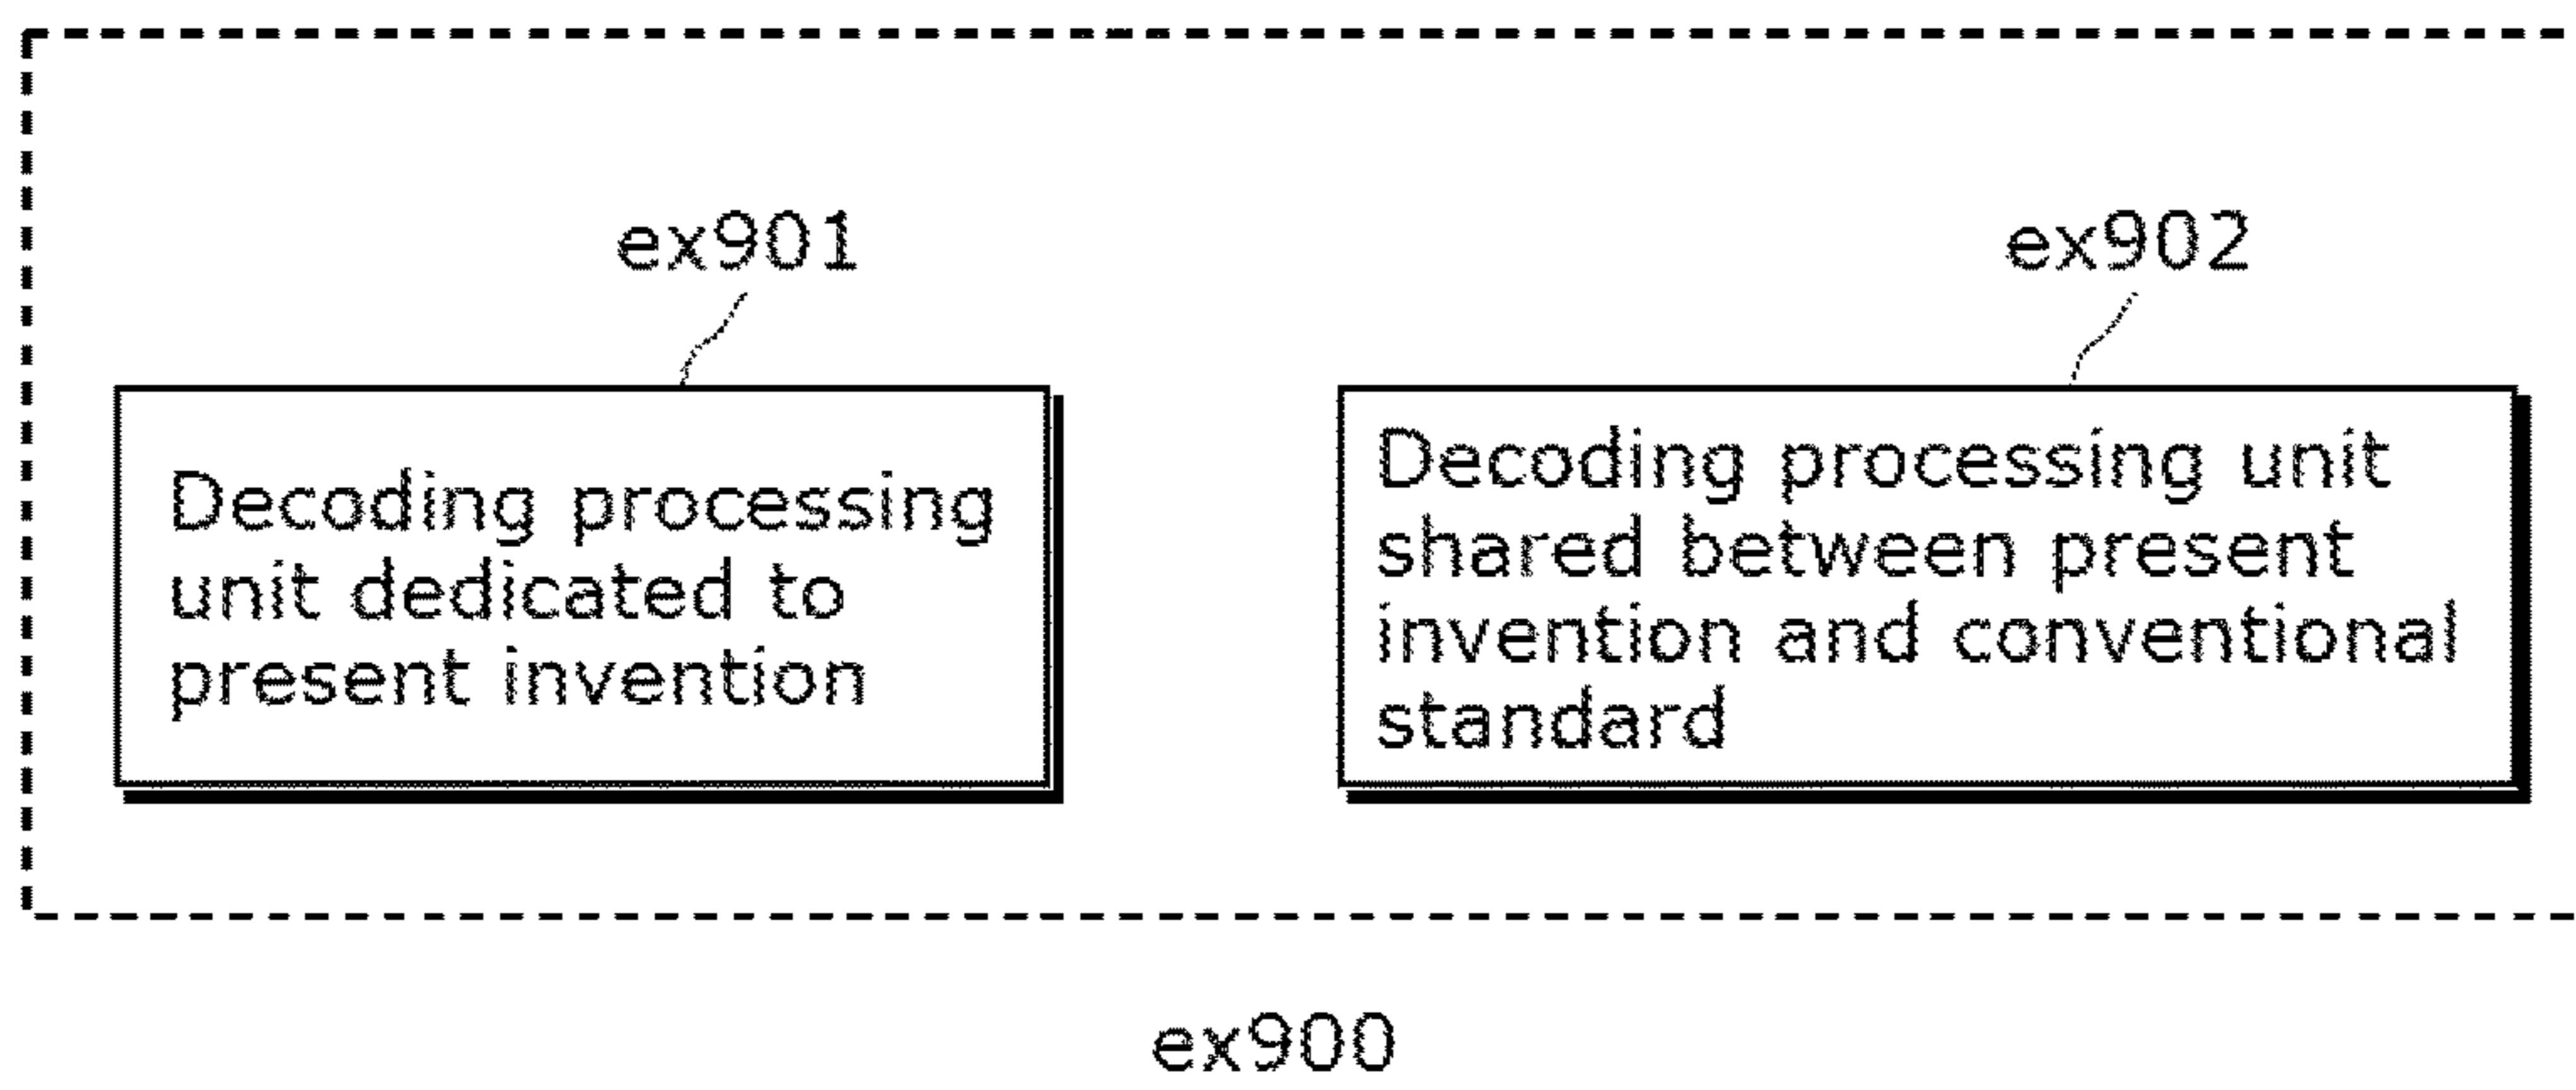 ex901
ex902
Decoding processing
unit dedicated to
present invention
Decoding processing unit
shared between present
invention and conventional
standard
ex900